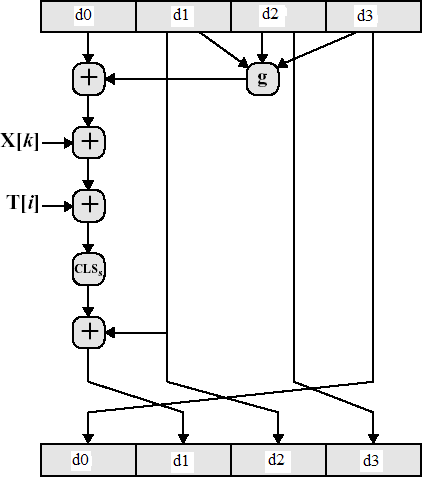 d0 d1 d2 d3
+ g
X[k] +
T[i] +
CLSs
+
d0 d1 d2 d3